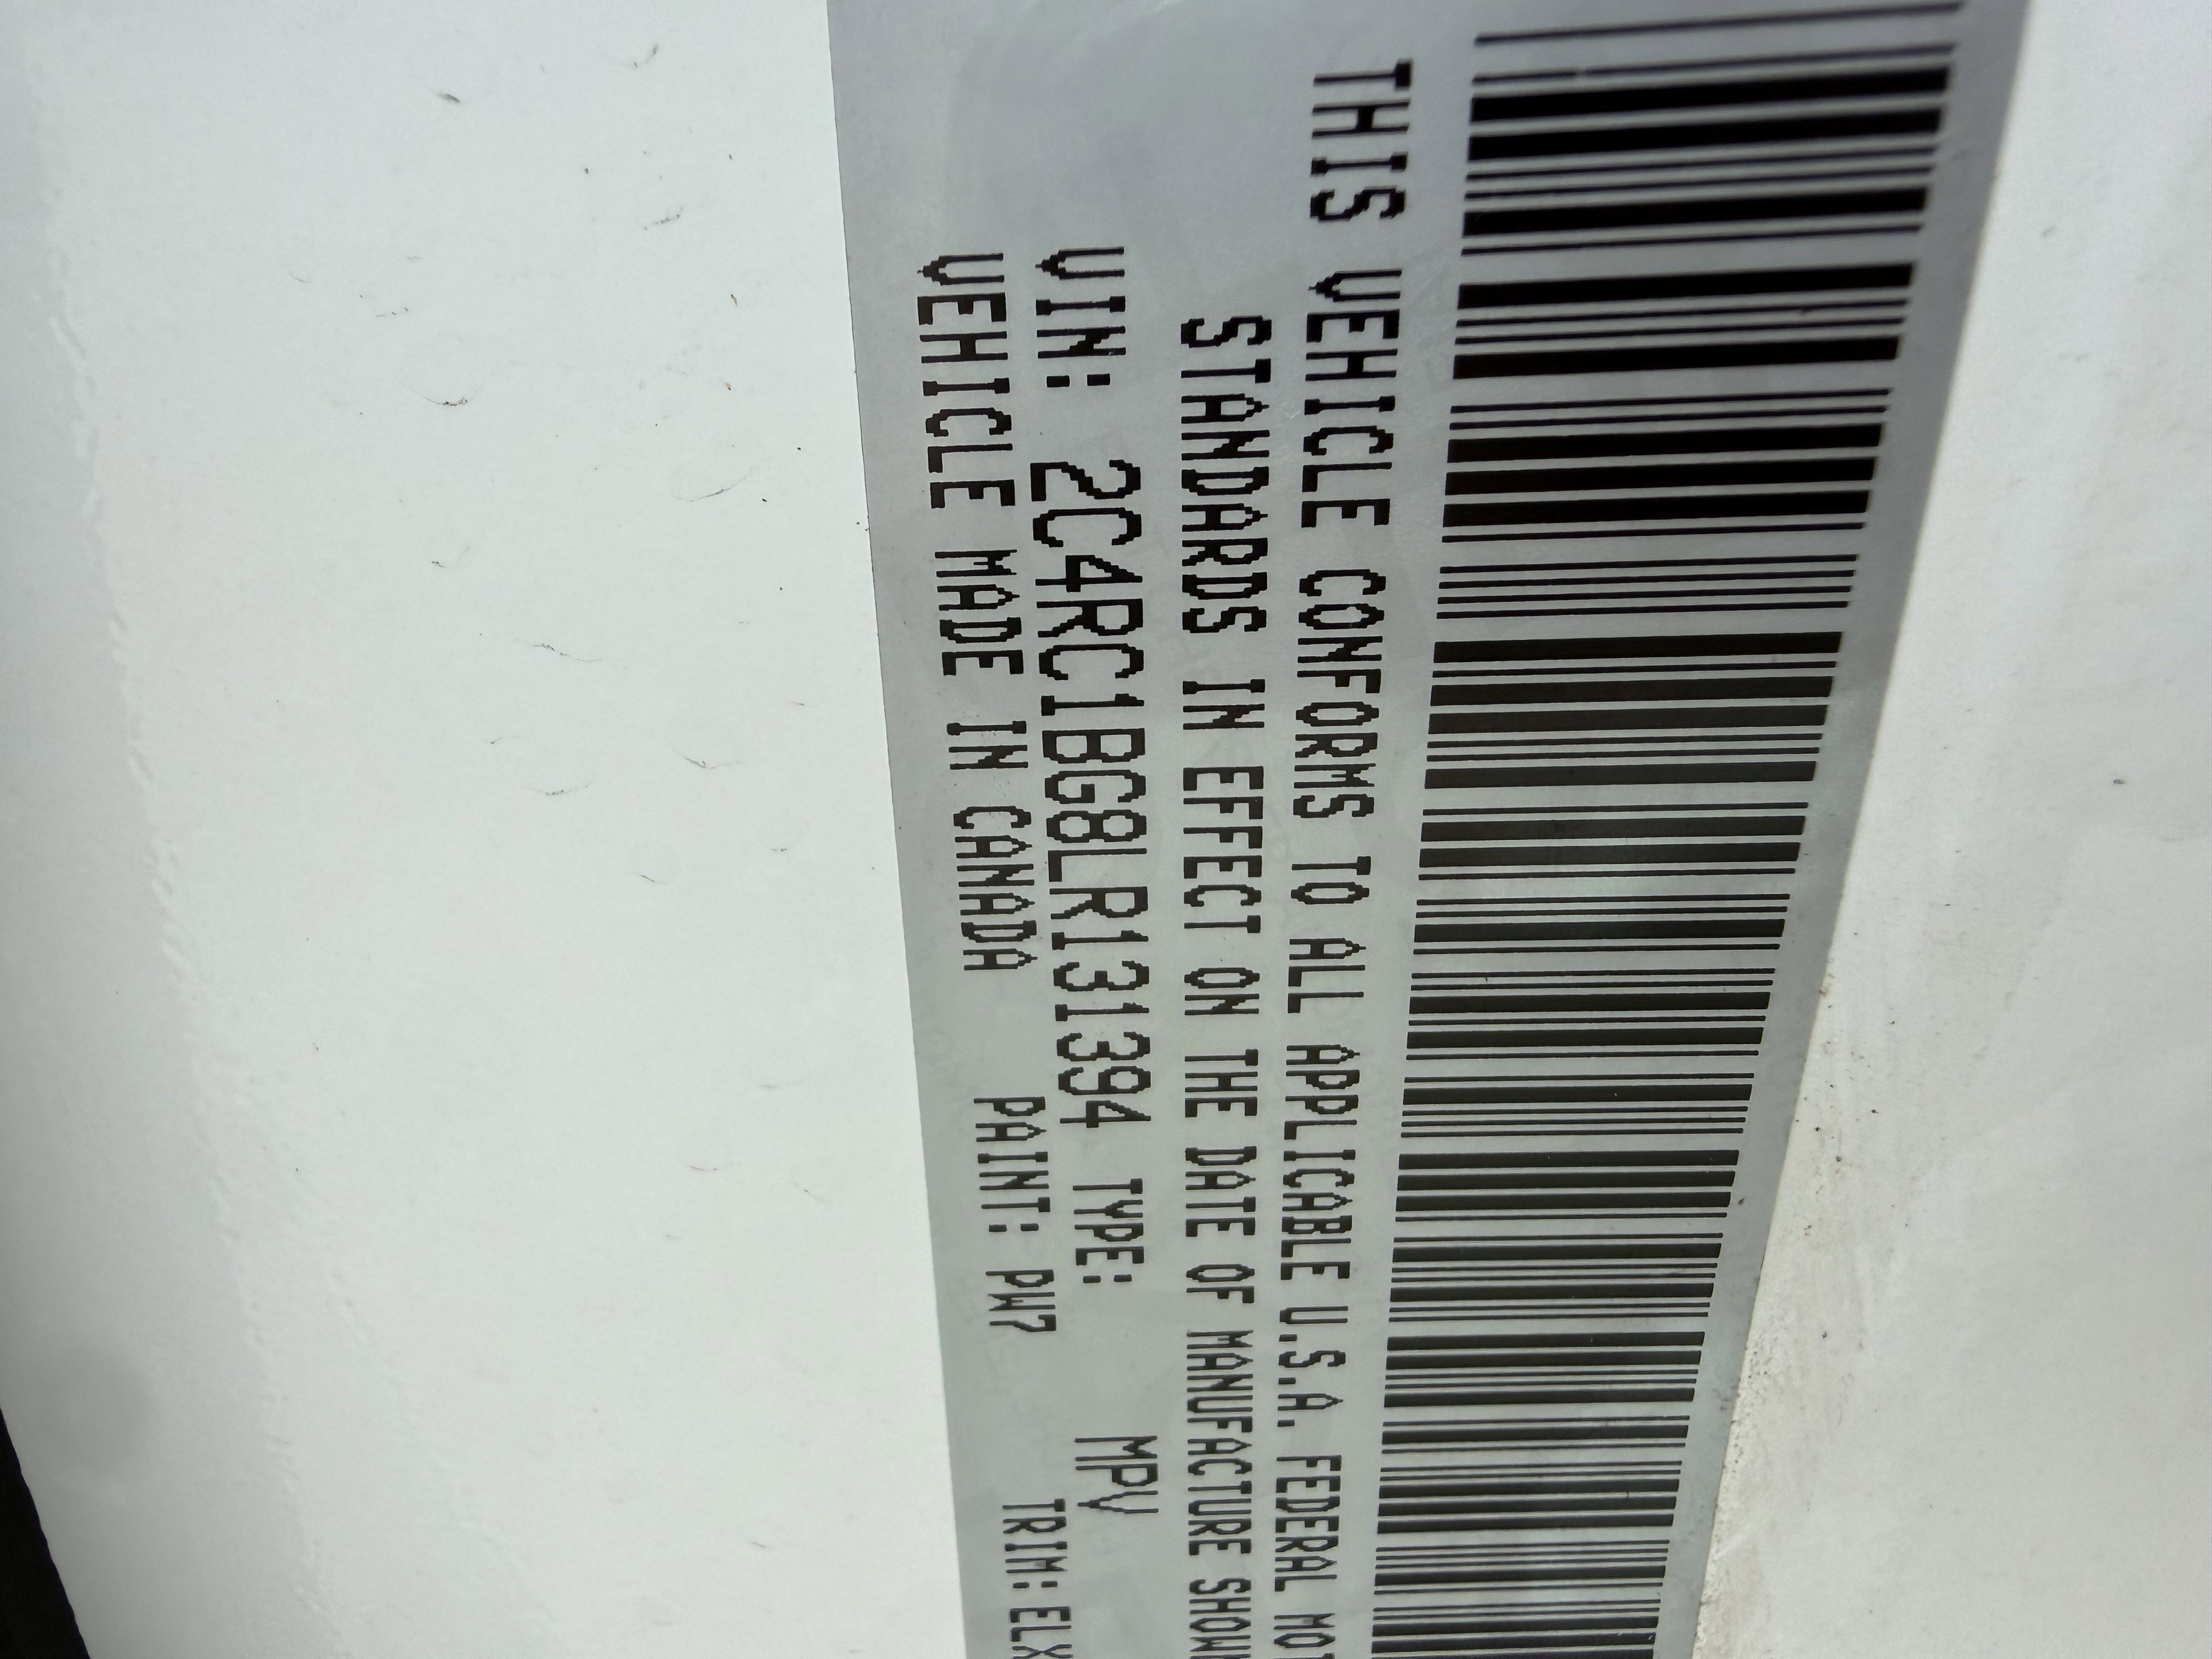 THIS VEHICLE CONFORMS TO ALL APPLICABLE U.S.A. FEDERAL MOT
STANDARDS IN EFFECT ON THE DATE OF MANUFACTURE SHOW
VIN: 2C4RC1BG8LR131394 TYPE: MPV
VEHICLE MADE IN CANADA PAINT: PW7 TRIM: ELX